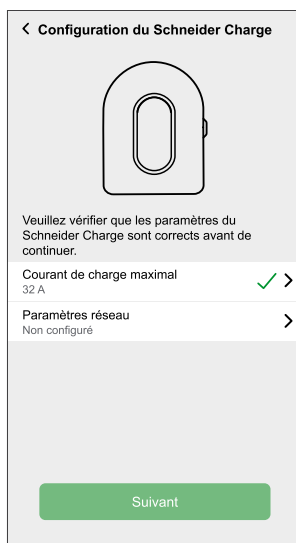 Configuration du Schneider Charge
Veuillez vérifier que les paramètres du
Schneider Charge sont corrects avant de
continuer.
Courant de charge maximal
32 A
Paramètres réseau
Non configuré
Suivant